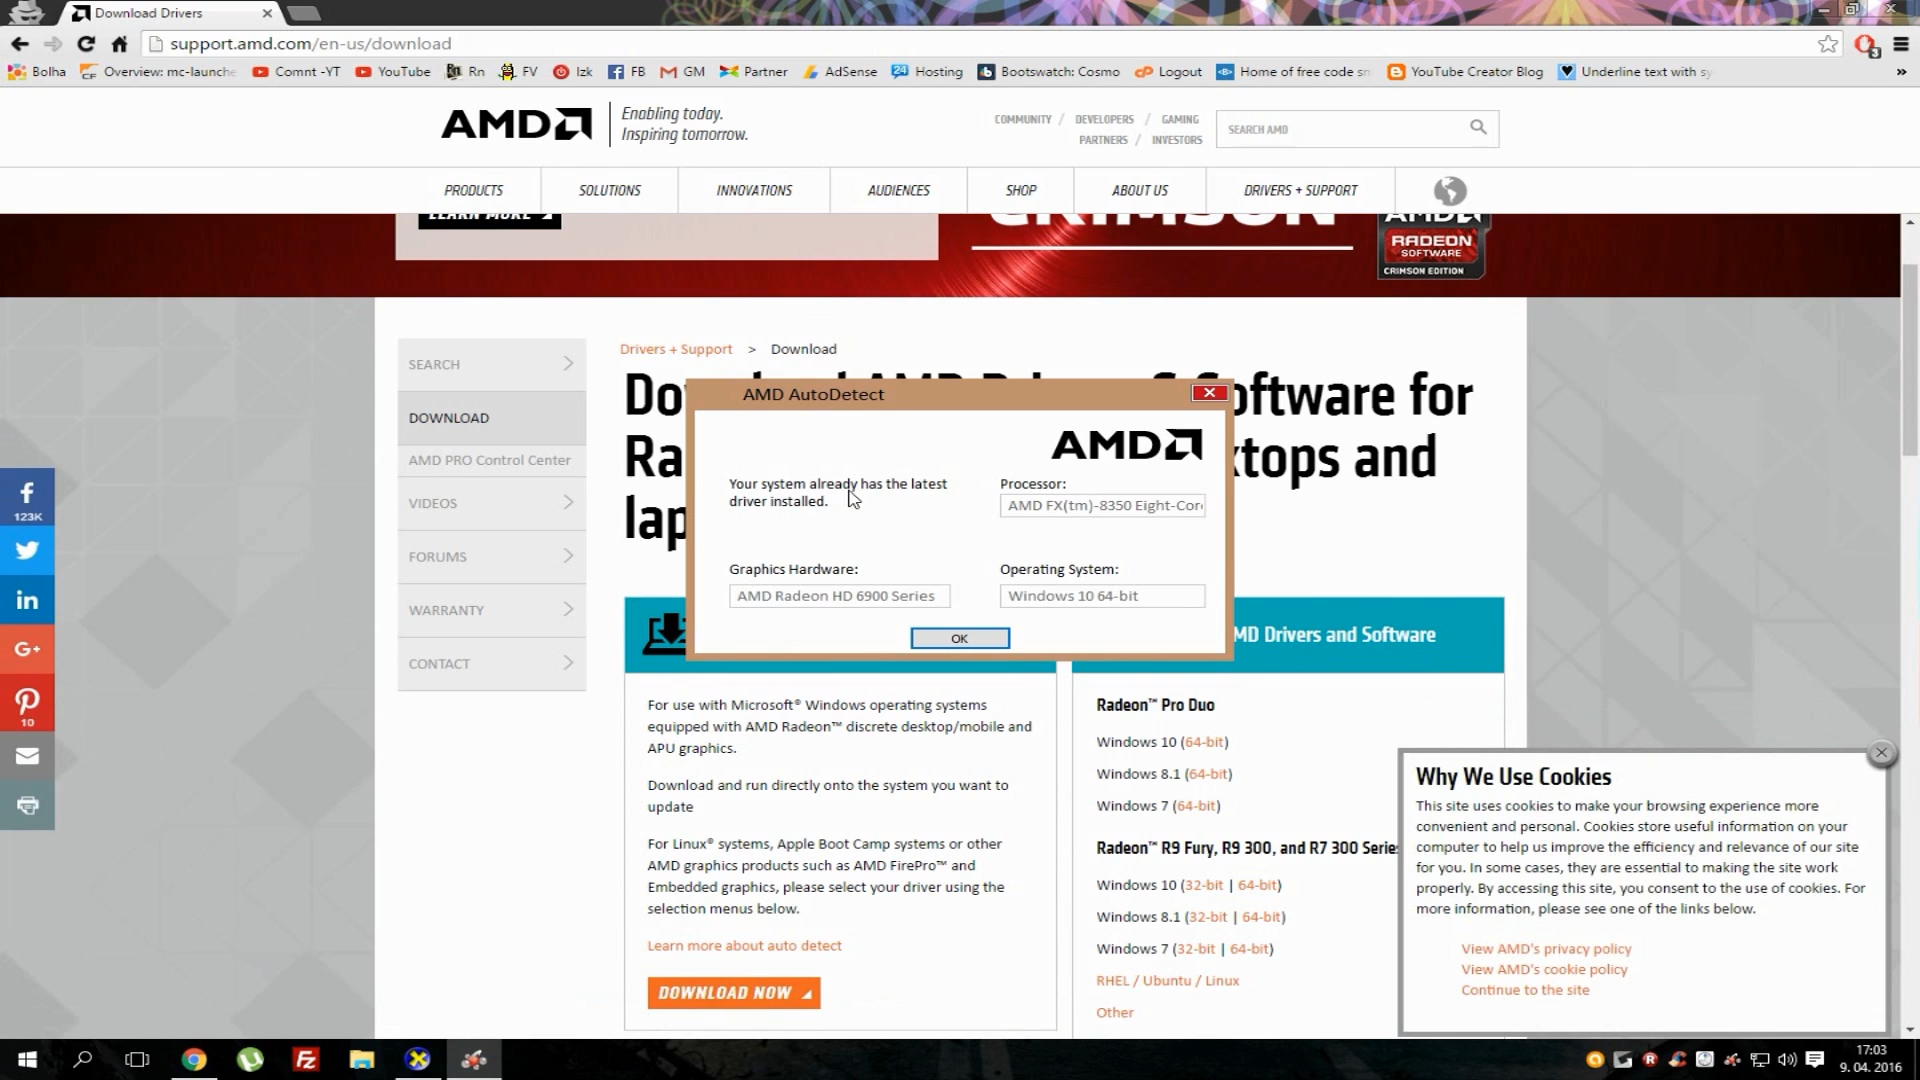 Download Drivers
support.amd.com/en-us/download
3
Bolha
Overview: mc-launche
Comnt -YT
YouTube
Rn
FV
Izk
FB
GM
Partner
AdSense
24
Hosting
Bootswatch: Cosmo
Logout
Home of free code sn
YouTube Creator Blog
Underline text with sy
»
AMD
Enabling today.
Inspiring tomorrow.
COMMUNITY / DEVELOPERS / GAMING
PARTNERS / INVESTORS
SEARCH AMD
PRODUCTS
SOLUTIONS
INNOVATIONS
AUDIENCES
SHOP
ABOUT US
DRIVERS + SUPPORT
LEARN MORE
CRIMSON
AMD
RADEON
SOFTWARE
CRIMSON EDITION
SEARCH
DOWNLOAD
AMD PRO Control Center
VIDEOS
FORUMS
WARRANTY
CONTACT
123K
in
G+
10
Drivers + Support > Download
Software for
ktops and
AMD AutoDetect
AMD
Your system already has the latest
driver installed.
Processor:
AMD FX(tm)-8350 Eight-Cor
Graphics Hardware:
AMD Radeon HD 6900 Series
Operating System:
Windows 10 64-bit
OK
MD Drivers and Software
For use with Microsoft® Windows operating systems
equipped with AMD Radeon™ discrete desktop/mobile and
APU graphics.
Download and run directly onto the system you want to
update
For Linux® systems, Apple Boot Camp systems or other
AMD graphics products such as AMD FirePro™ and
Embedded graphics, please select your driver using the
selection menus below.
Learn more about auto detect
DOWNLOAD NOW
Radeon™ Pro Duo
Windows 10 (64-bit)
Windows 8.1 (64-bit)
Windows 7 (64-bit)
Radeon™ R9 Fury, R9 300, and R7 300 Series
Windows 10 (32-bit | 64-bit)
Windows 8.1 (32-bit | 64-bit)
Windows 7 (32-bit | 64-bit)
RHEL / Ubuntu / Linux
Other
Why We Use Cookies
This site uses cookies to make your browsing experience more
convenient and personal. Cookies store useful information on your
computer to help us improve the efficiency and relevance of our site
for you. In some cases, they are essential to making the site work
properly. By accessing this site, you consent to the use of cookies. For
more information, please see one of the links below.
View AMD's privacy policy
View AMD's cookie policy
Continue to the site
17:03
9. 04. 2016